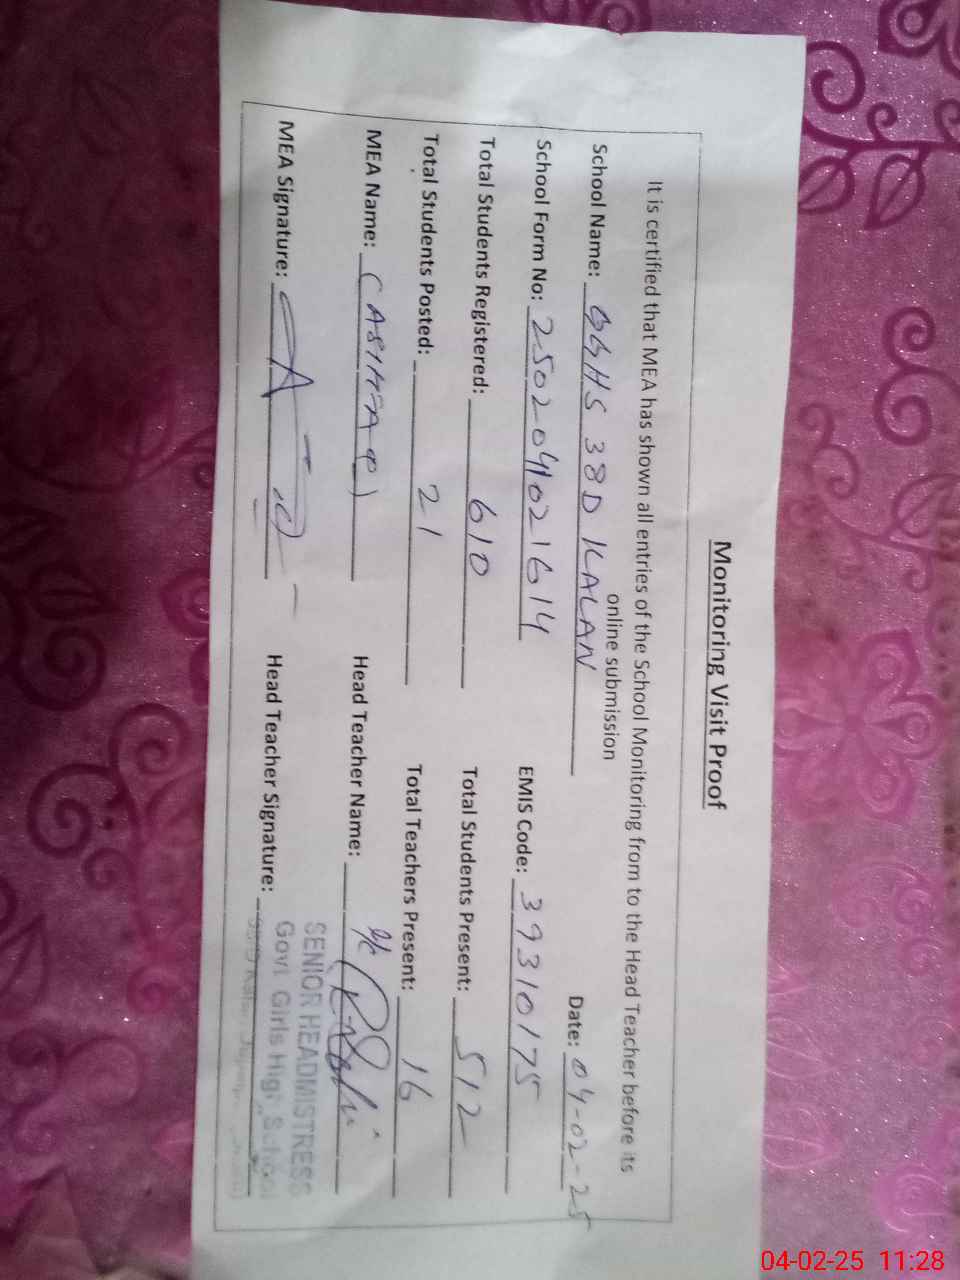 Monitoring Visit Proof
It is certified that MEA has shown all entries of the School Monitoring from to the Head Teacher before its
online submission
Date: 04-02-25
School Name: GGHS 38D KALAN
School Form No: 2502041021614 EMIS Code: 39310175
Total Students Registered: 610 Total Students Present: 512
Total Students Posted: 21 Total Teachers Present: 16
MEA Name: (ASHFAQ) Head Teacher Name:
MEA Signature: Head Teacher Signature:
SENIOR HEADMISTRESS
Govt. Girls High School
04-02-25 11:28